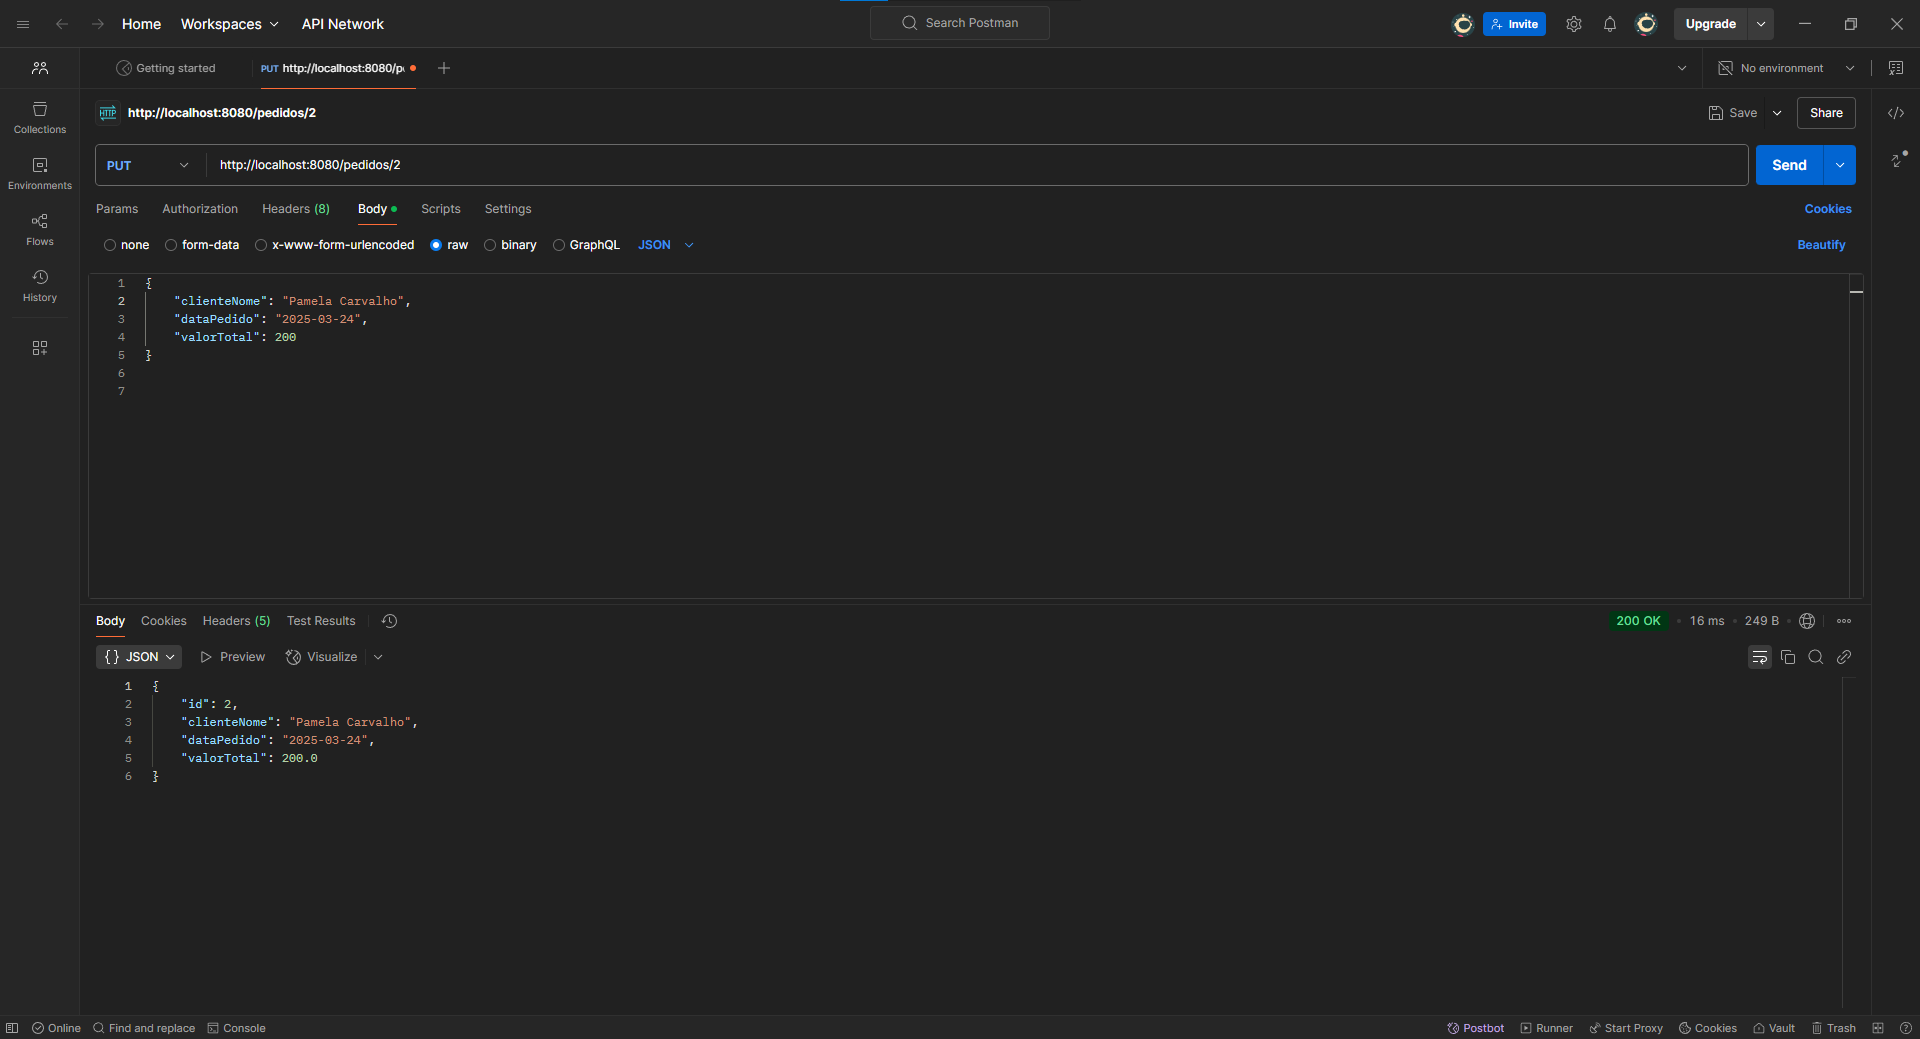 Home Workspaces API Network Search Postman Invite Upgrade
Getting started PUT http://localhost:8080/p No environment
HTTP http://localhost:8080/pedidos/2 Save Share
Collections
Environments
Flows
History
PUT http://localhost:8080/pedidos/2 Send
Params Authorization Headers (8) Body Scripts Settings Cookies
none form-data x-www-form-urlencoded raw binary GraphQL JSON Beautify
1 {
2 "clienteNome": "Pamela Carvalho",
3 "dataPedido": "2025-03-24",
4 "valorTotal": 200
5 }
6
7
Body Cookies Headers (5) Test Results 200 OK 16 ms 249 B
{} JSON Preview Visualize
1 {
2 "id": 2,
3 "clienteNome": "Pamela Carvalho",
4 "dataPedido": "2025-03-24",
5 "valorTotal": 200.0
6 }
Online Find and replace Console Postbot Runner Start Proxy Cookies Vault Trash